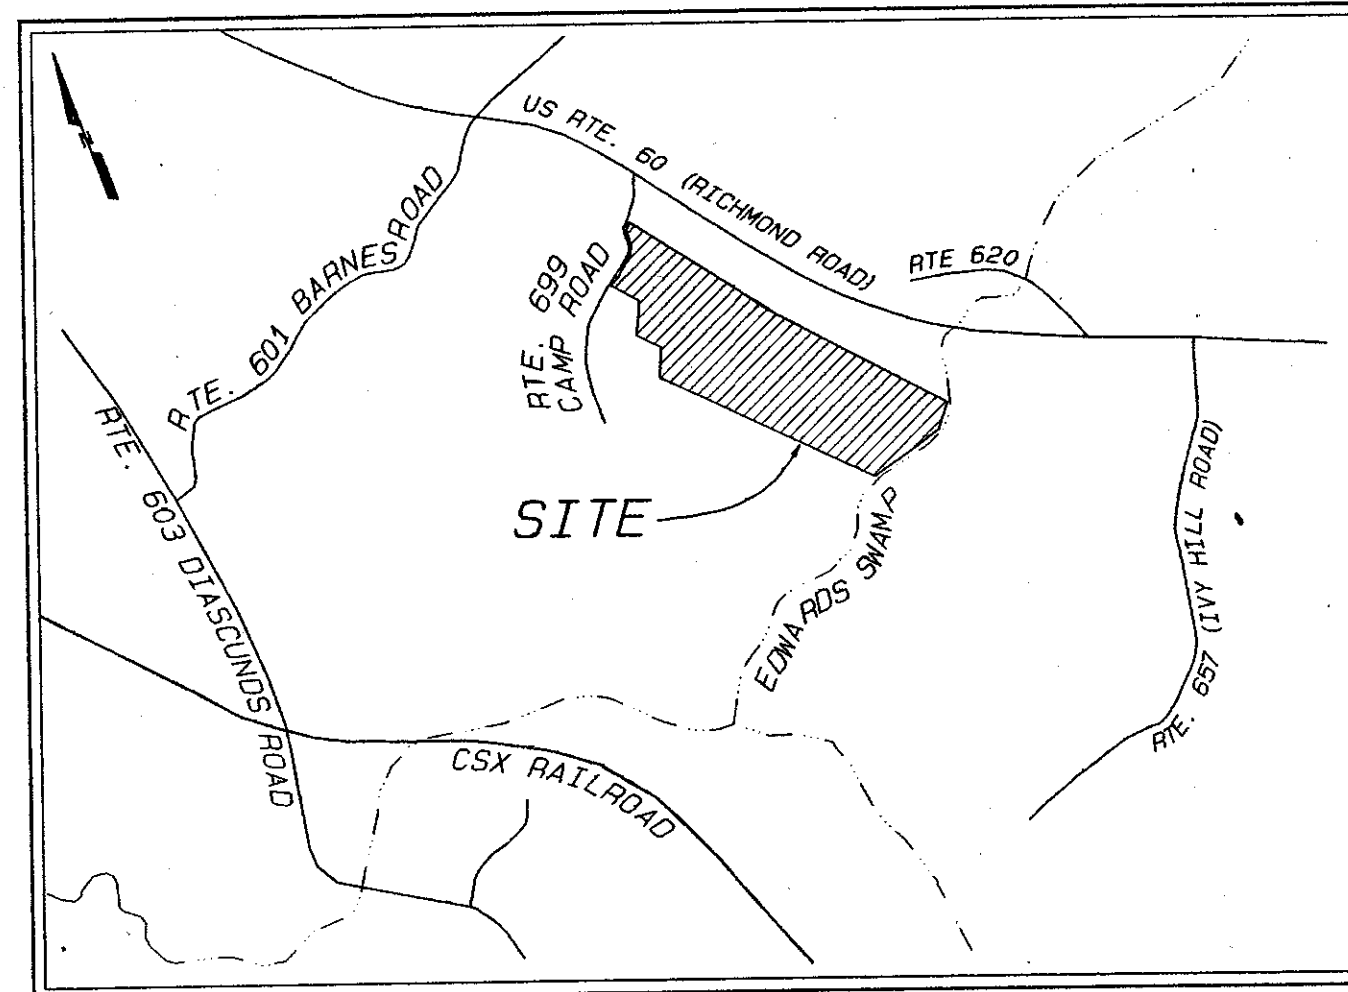 US RTE. 60 (RICHMOND ROAD)
RTE 620
RTE. 601 BARNES ROAD
RTE. 699
CAMP ROAD
RTE. 603 DIASCUNDS ROAD
SITE
EDWARDS SWAMP
RTE. 657 (IVY HILL ROAD)
CSX RAILROAD
N